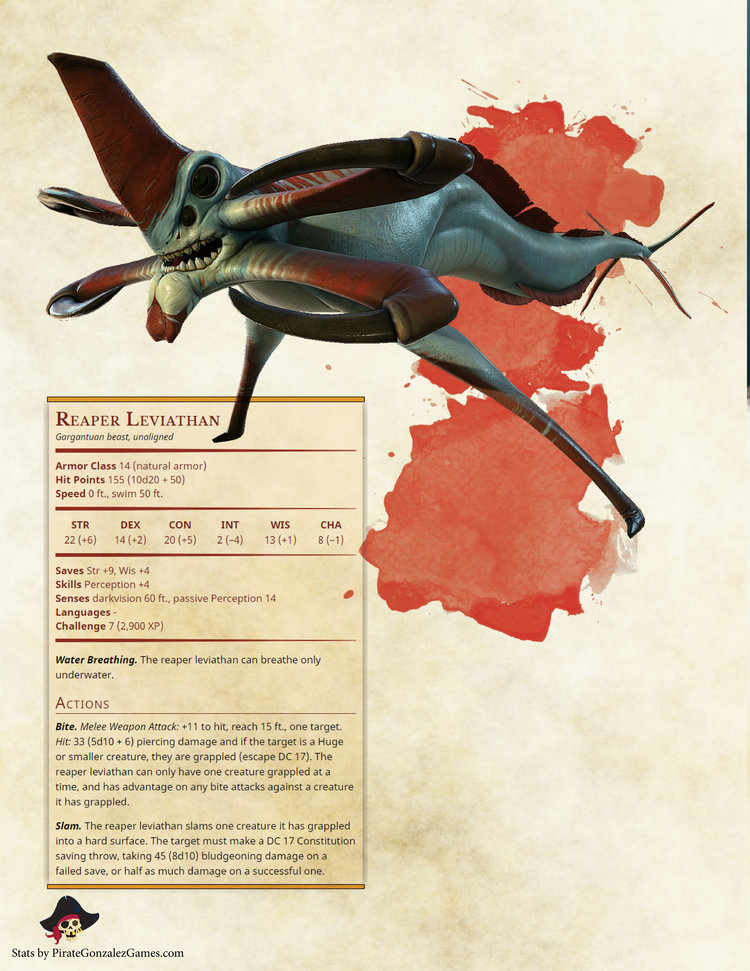 Reaper Leviathan
Gargantuan beast, unaligned
Armor Class 14 (natural armor)
Hit Points 155 (10d20 + 50)
Speed 0 ft., swim 50 ft.
STR DEX CON INT WIS CHA
22 (+6) 14 (+2) 20 (+5) 2 (−4) 13 (+1) 8 (−1)
Saves Str +9, Wis +4
Skills Perception +4
Senses darkvision 60 ft., passive Perception 14
Languages -
Challenge 7 (2,900 XP)
Water Breathing. The reaper leviathan can breathe only
underwater.
Actions
Bite. Melee Weapon Attack: +11 to hit, reach 15 ft., one target.
Hit: 33 (5d10 + 6) piercing damage and if the target is a Huge
or smaller creature, they are grappled (escape DC 17). The
reaper leviathan can only have one creature grappled at a
time, and has advantage on any bite attacks against a creature
it has grappled.
Slam. The reaper leviathan slams one creature it has grappled
into a hard surface. The target must make a DC 17 Constitution
saving throw, taking 45 (8d10) bludgeoning damage on a
failed save, or half as much damage on a successful one.
Stats by PirateGonzalezGames.com